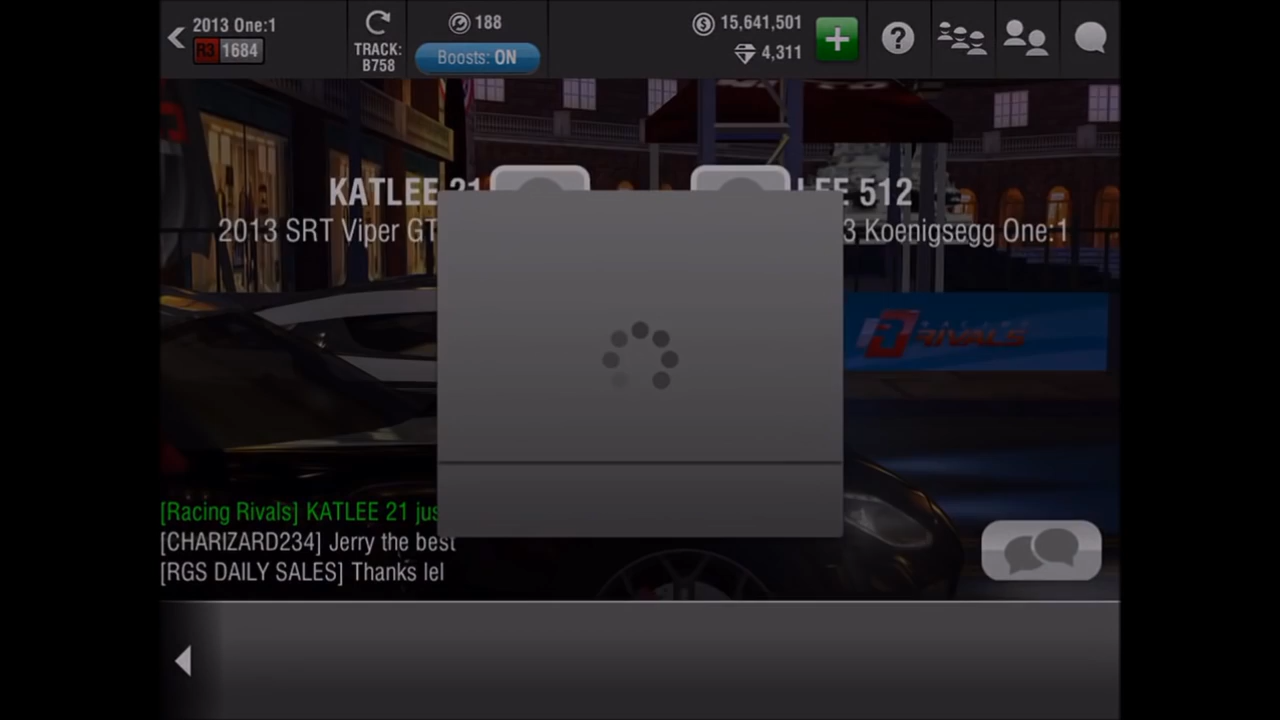 2013 One:1
R3 1684
TRACK:
B758
188
Boosts: ON
15,641,501
4,311
KATLEE 21
LEE 512
2013 SRT Viper GT
3 Koenigsegg One:1
RIVALS
[Racing Rivals] KATLEE 21 jus
[CHARIZARD234] Jerry the best
[RGS DAILY SALES] Thanks lel